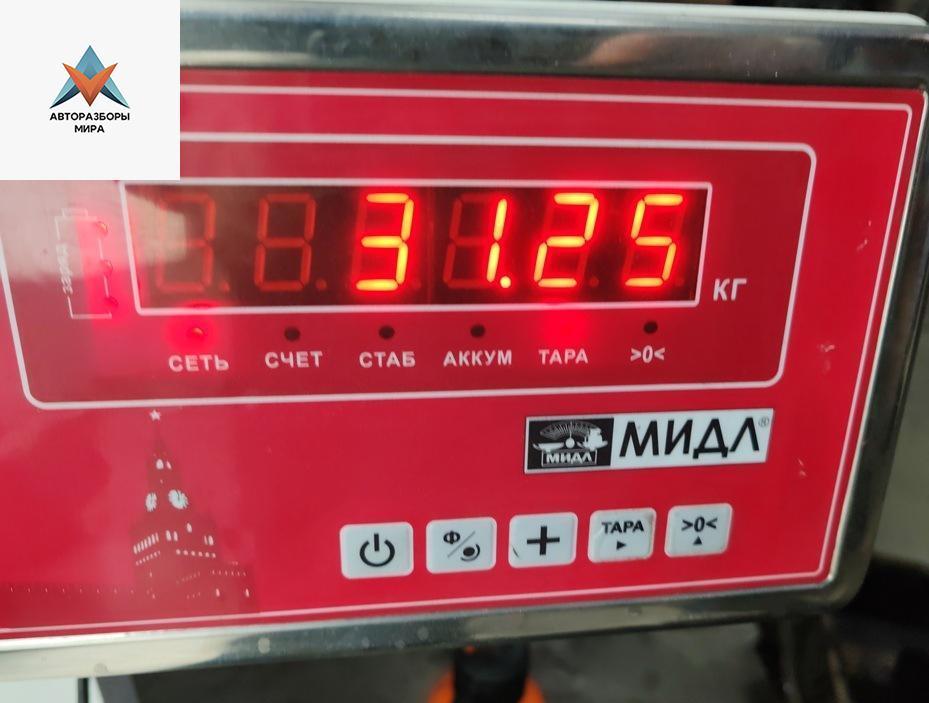 АВТОРАЗБОРЫ
МИРА
заряд
31.25
КГ
СЕТЬ СЧЕТ СТАБ АККУМ ТАРА >0<
МИДЛ МИДЛ®
Ф ТАРА >0<